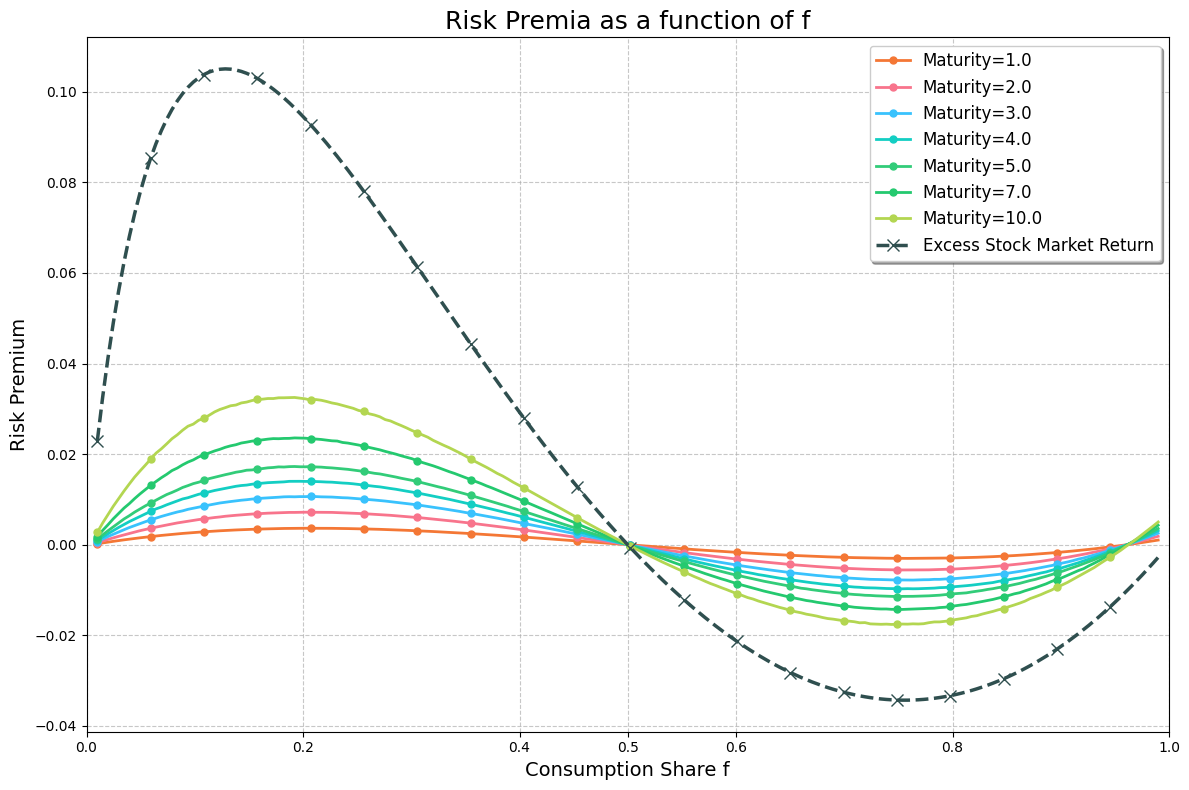 Risk Premia as a function of f
Risk Premium
0.10
0.08
0.06
0.04
0.02
0.00
−0.02
−0.04
Maturity=1.0
Maturity=2.0
Maturity=3.0
Maturity=4.0
Maturity=5.0
Maturity=7.0
Maturity=10.0
Excess Stock Market Return
0.0 0.2 0.4 0.5 0.6 0.8 1.0
Consumption Share f